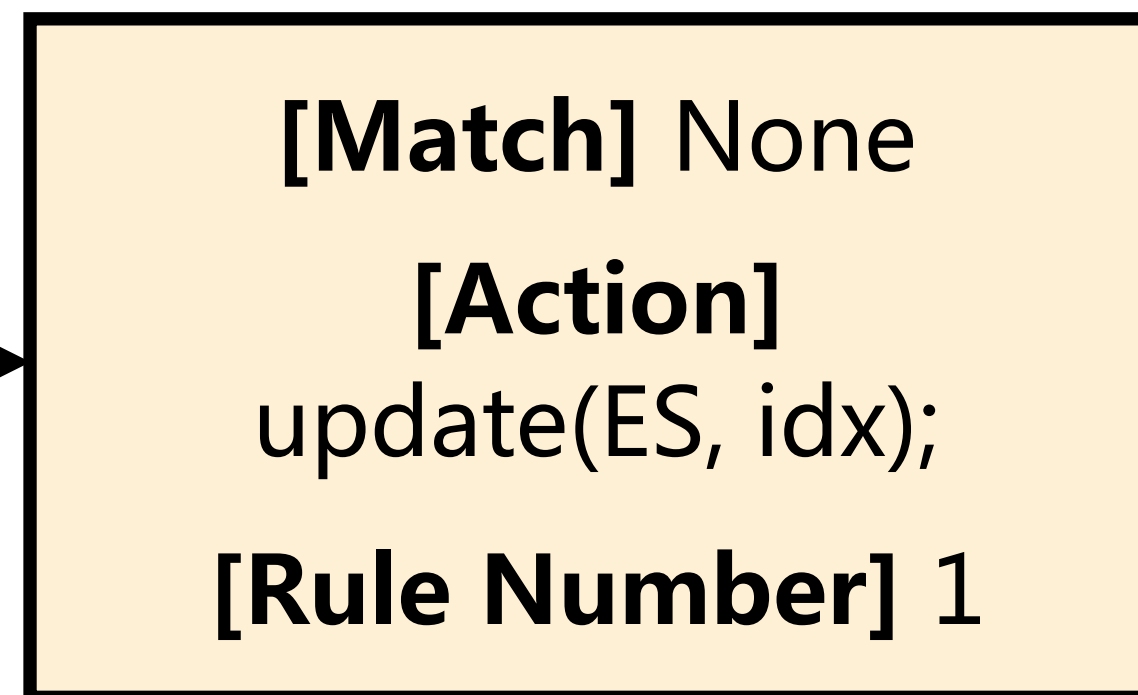 [Match] None
[Action]
update(ES, idx);
[Rule Number] 1